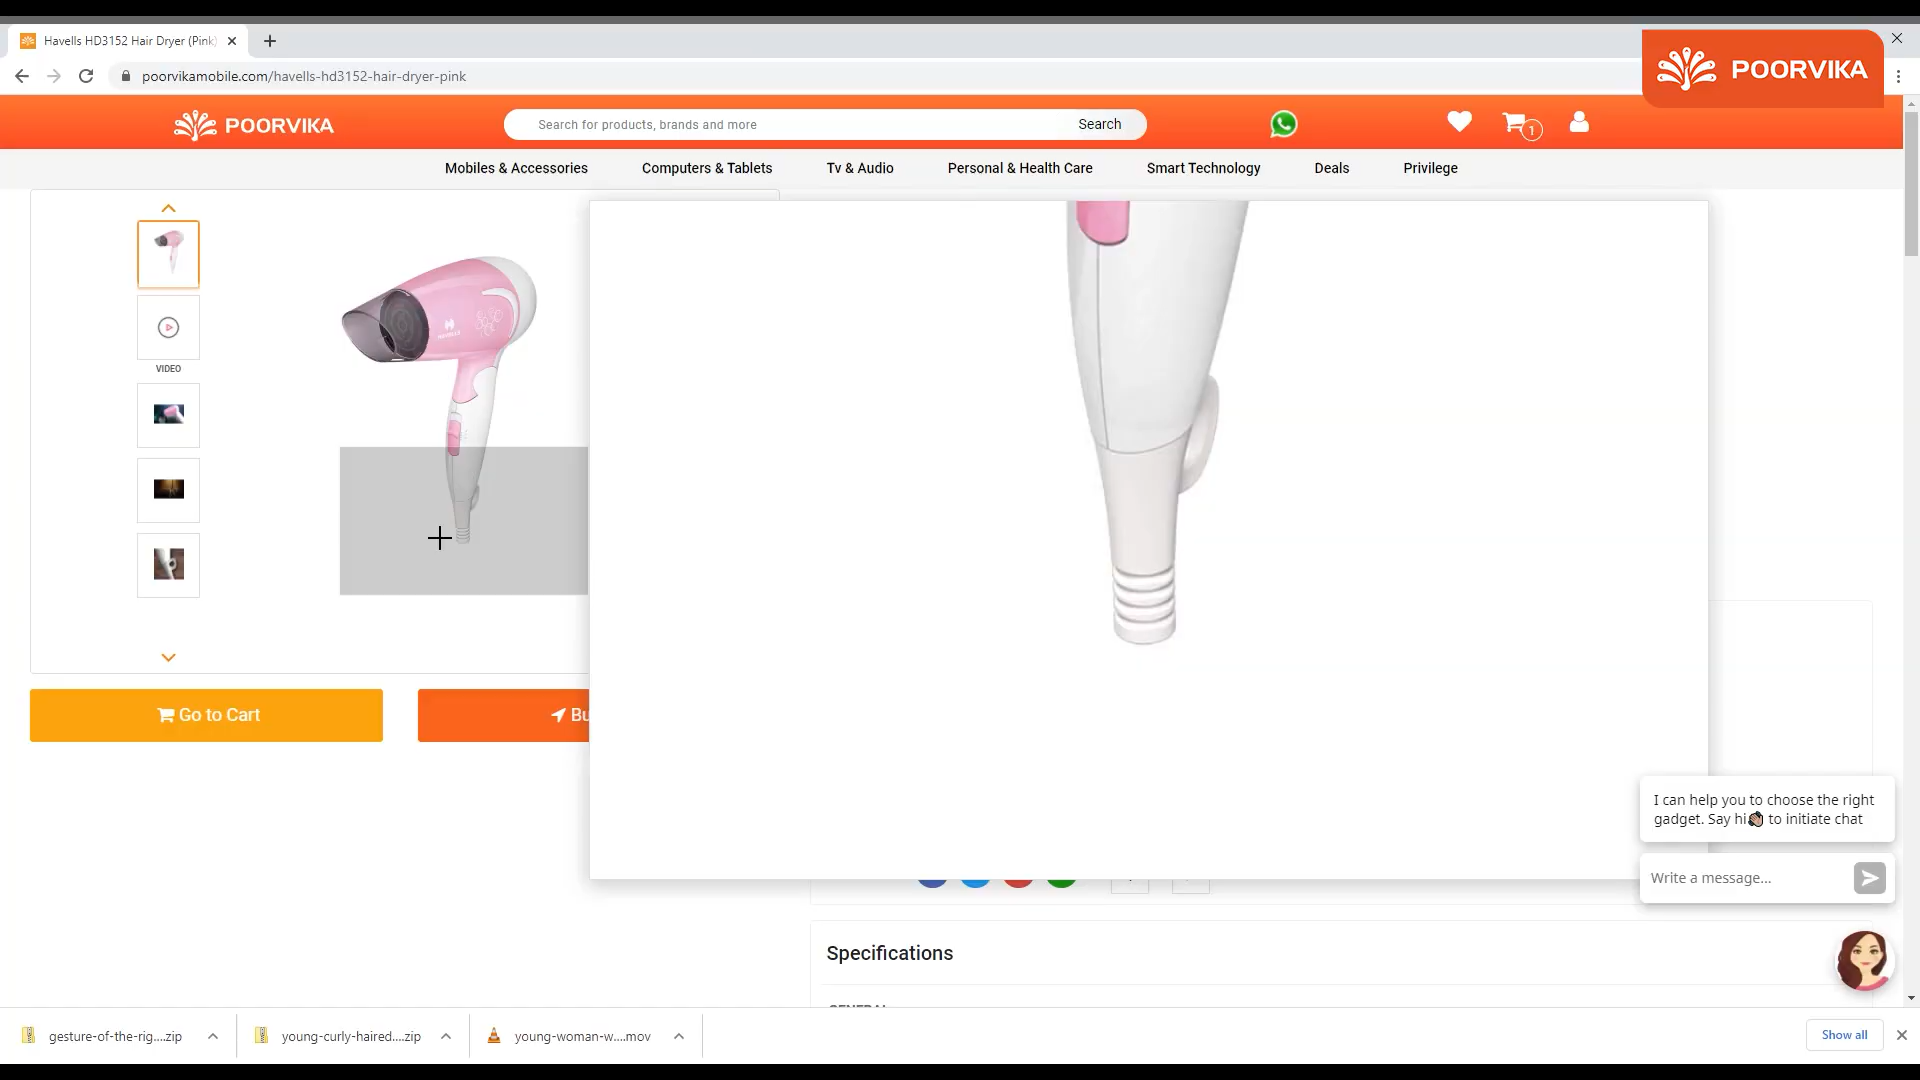 Havells HD3152 Hair Dryer (Pink)
poorvikamobile.com/havells-hd3152-hair-dryer-pink
POORVIKA
POORVIKA
Search for products, brands and more
Search
1
Mobiles & Accessories
Computers & Tablets
Tv & Audio
Personal & Health Care
Smart Technology
Deals
Privilege
VIDEO
HAVELLS
Go to Cart
I can help you to choose the right
gadget. Say hi to initiate chat
Write a message...
Specifications
gesture-of-the-rig....zip
young-curly-haired....zip
young-woman-w....mov
Show all